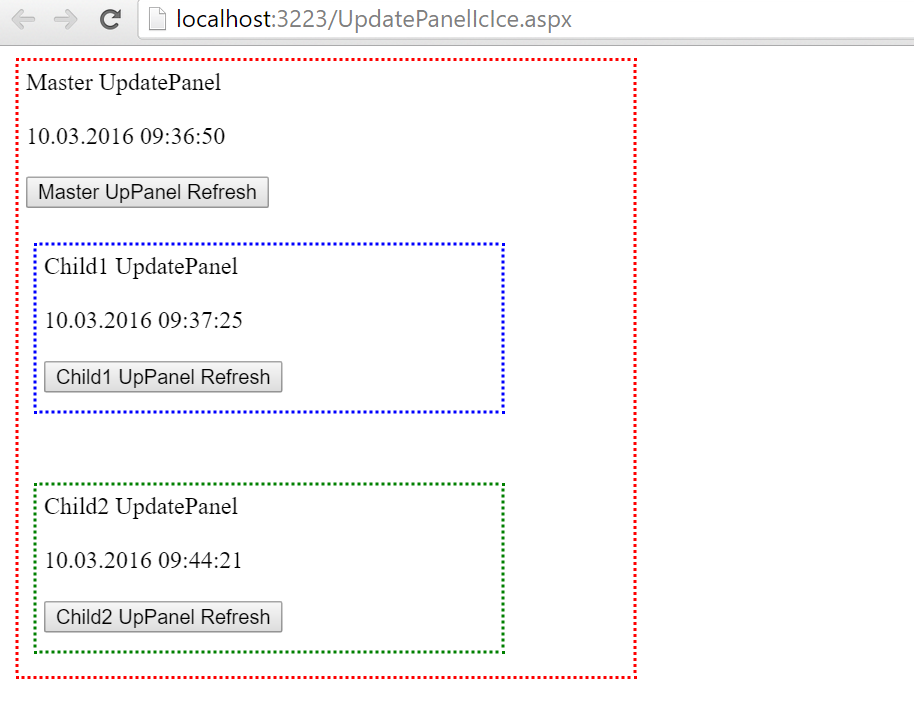 localhost:3223/UpdatePanelIcIce.aspx
Master UpdatePanel
10.03.2016 09:36:50
Master UpPanel Refresh
Child1 UpdatePanel
10.03.2016 09:37:25
Child1 UpPanel Refresh
Child2 UpdatePanel
10.03.2016 09:44:21
Child2 UpPanel Refresh